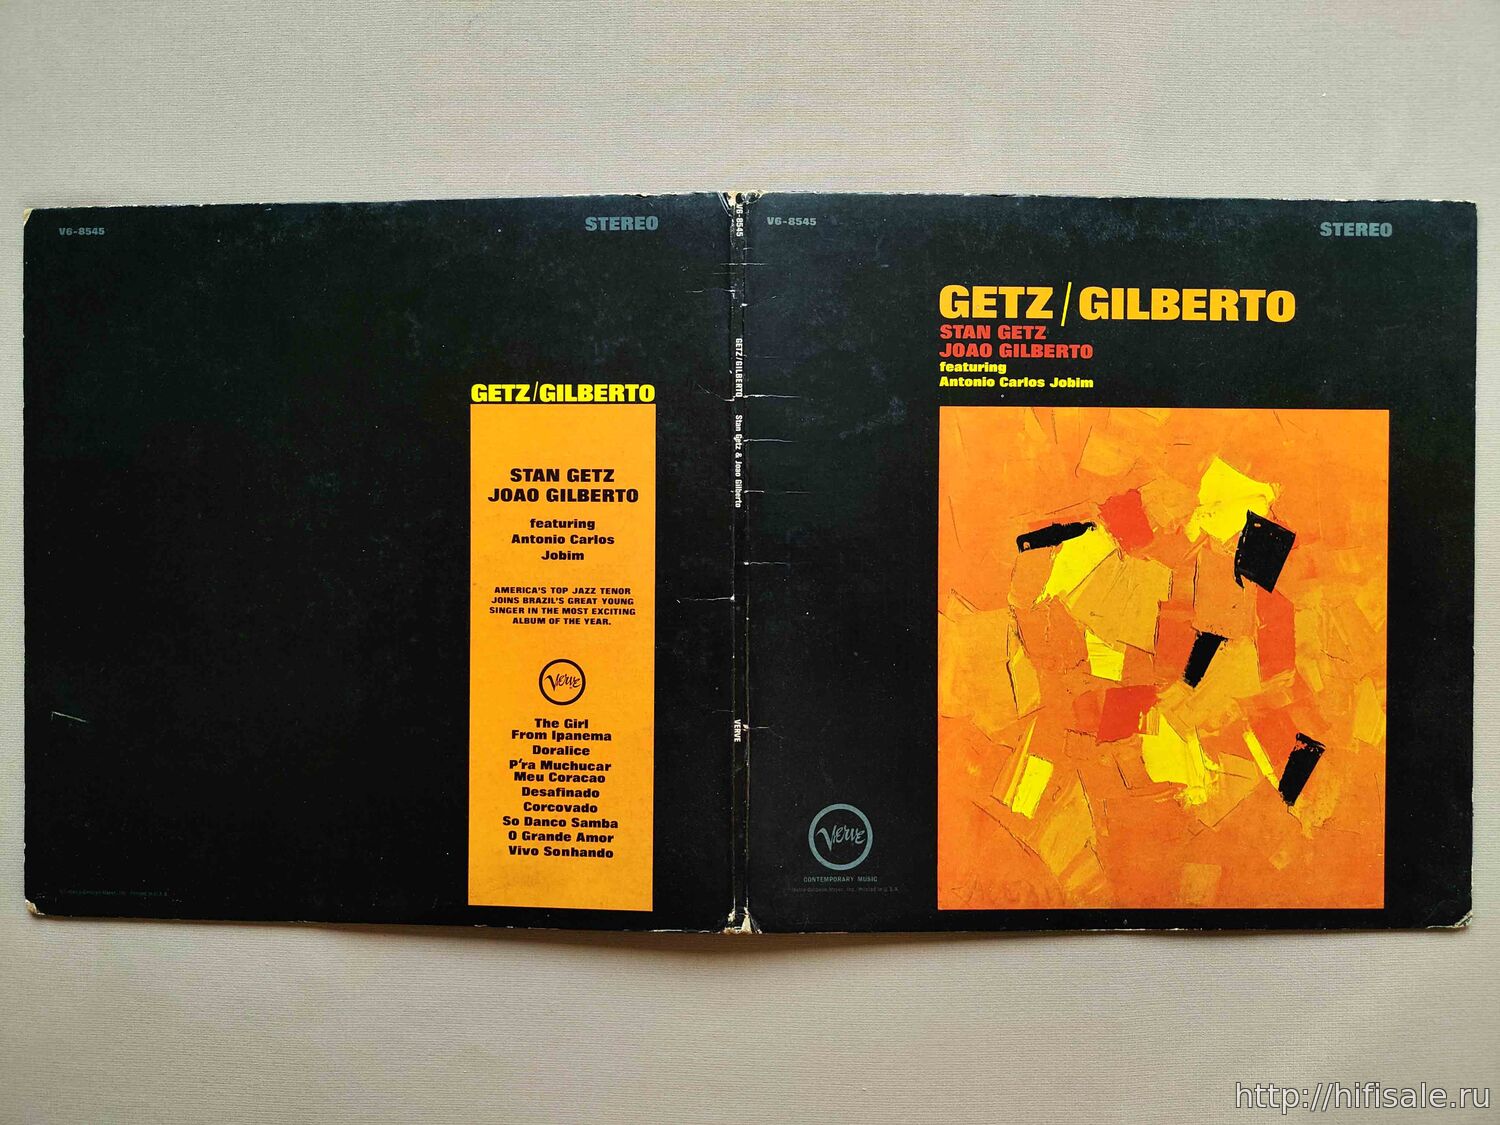 V6-8545
STEREO
GETZ/GILBERTO
STAN GETZ
JOAO GILBERTO
featuring
Antonio Carlos
Jobim
AMERICA'S TOP JAZZ TENOR
JOINS BRAZIL'S GREAT YOUNG
SINGER IN THE MOST EXCITING
ALBUM OF THE YEAR.
Verve
The Girl
From Ipanema
Doralice
P'ra Muchucar
Meu Coracao
Desafinado
Corcovado
So Danco Samba
O Grande Amor
Vivo Sonhando
V6-8545
GETZ/GILBERTO
Stan Getz & Joao Gilberto
VERVE
V6-8545
STEREO
GETZ/GILBERTO
STAN GETZ
JOAO GILBERTO
featuring
Antonio Carlos Jobim
Verve
CONTEMPORARY MUSIC
http://hifisale.ru